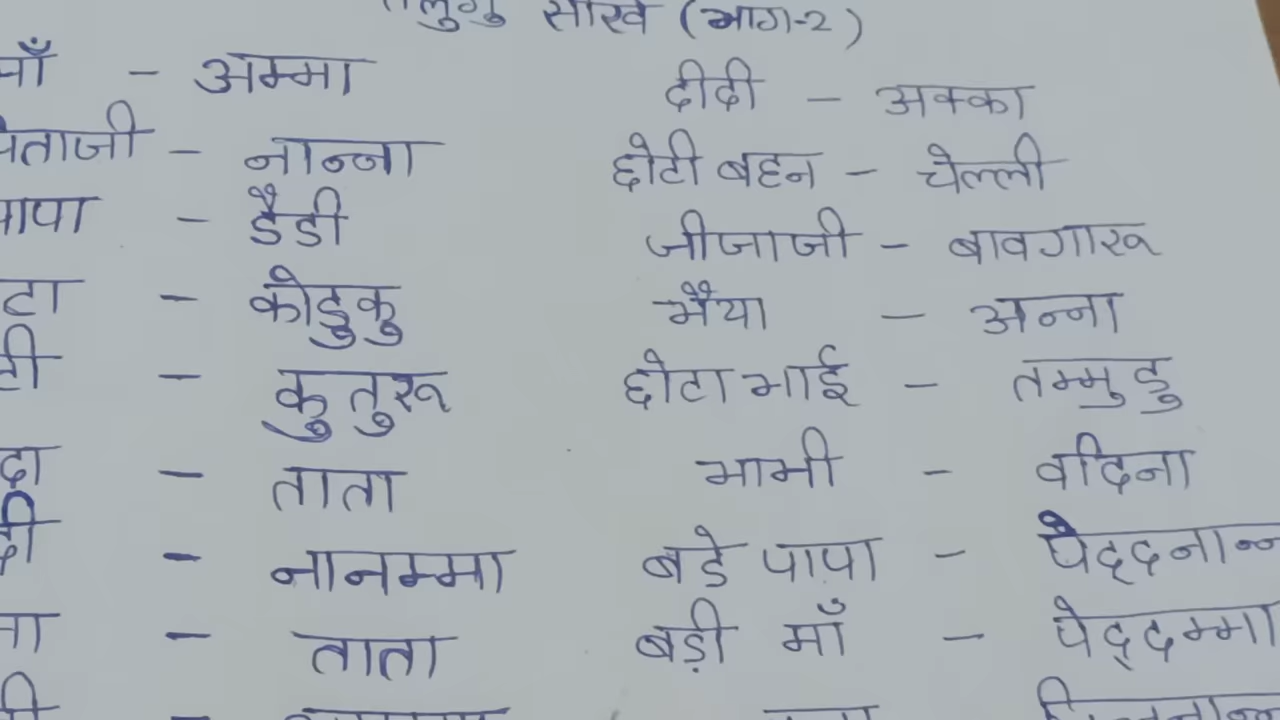 सीखे (भाग-2)
माँ - अम्मा
पिताजी - नान्ना
पापा - डैडी
टा - कोडुकु
टी - कुतुरू
दा - ताता
दी - नानम्मा
ना - ताता
दीदी - अक्का
छोटी बहन - चेल्ली
जीजाजी - बावगारू
भैया - अन्ना
छोटा भाई - तम्मुडु
भाभी - वदिना
बडे पापा - पेद्दनान्न
बड़ी माँ - पेद्दम्मा